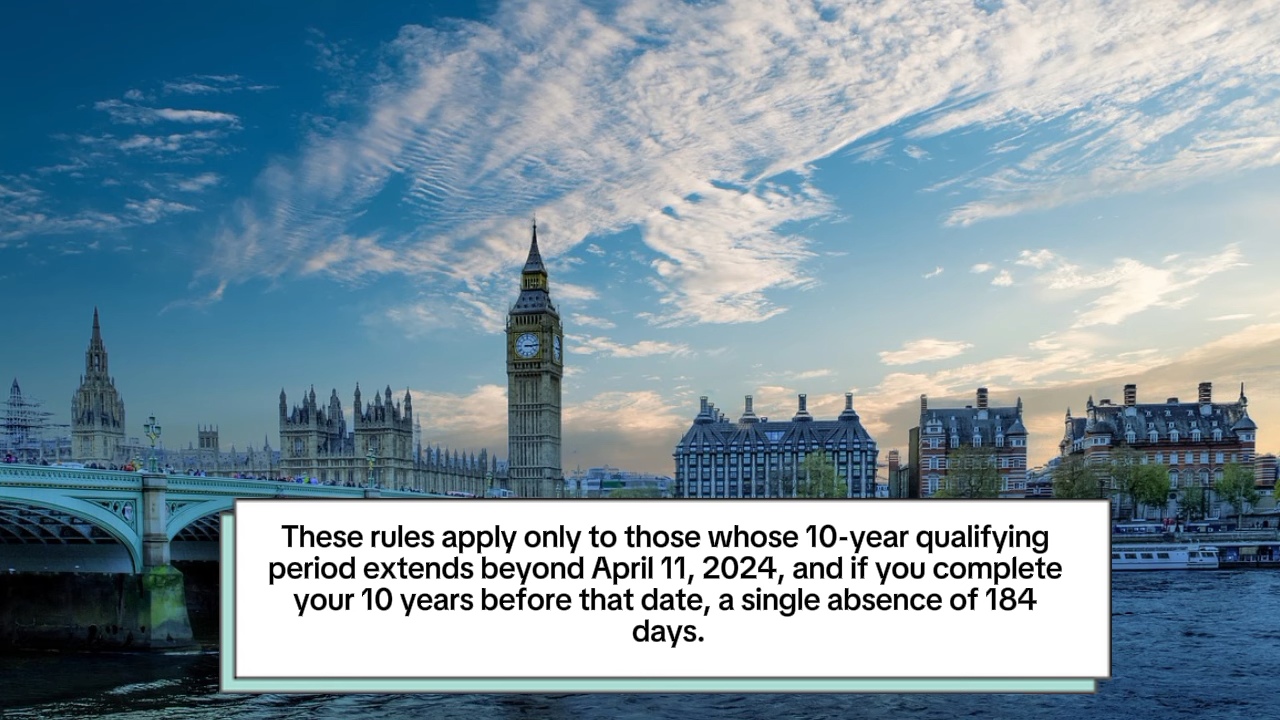 These rules apply only to those whose 10-year qualifying
period extends beyond April 11, 2024, and if you complete
your 10 years before that date, a single absence of 184
days.